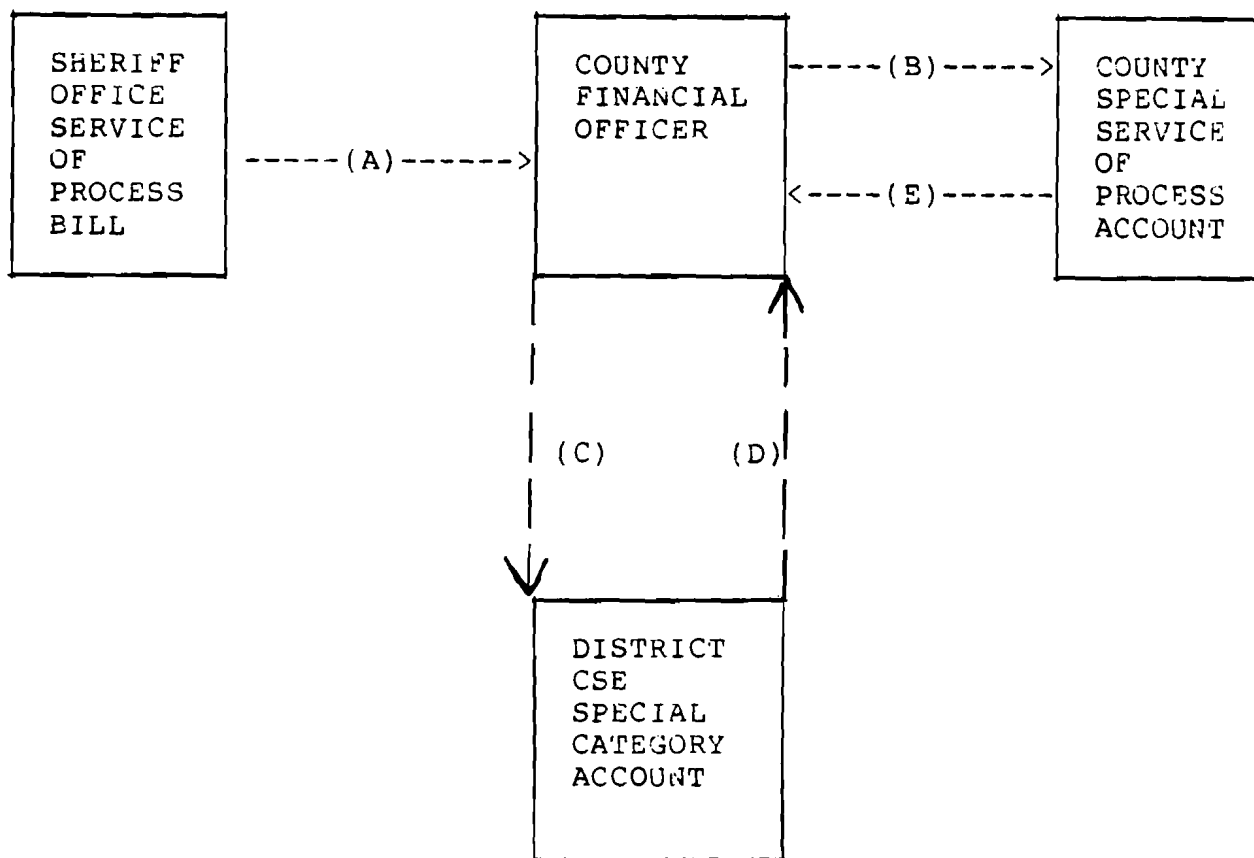 SHERIFF
OFFICE
SERVICE
OF
PROCESS
BILL
-----(A)------>
COUNTY
FINANCIAL
OFFICER
-----(B)----->
<----(E)------
COUNTY
SPECIAL
SERVICE
OF
PROCESS
ACCOUNT
(C)
(D)
DISTRICT
CSE
SPECIAL
CATEGORY
ACCOUNT